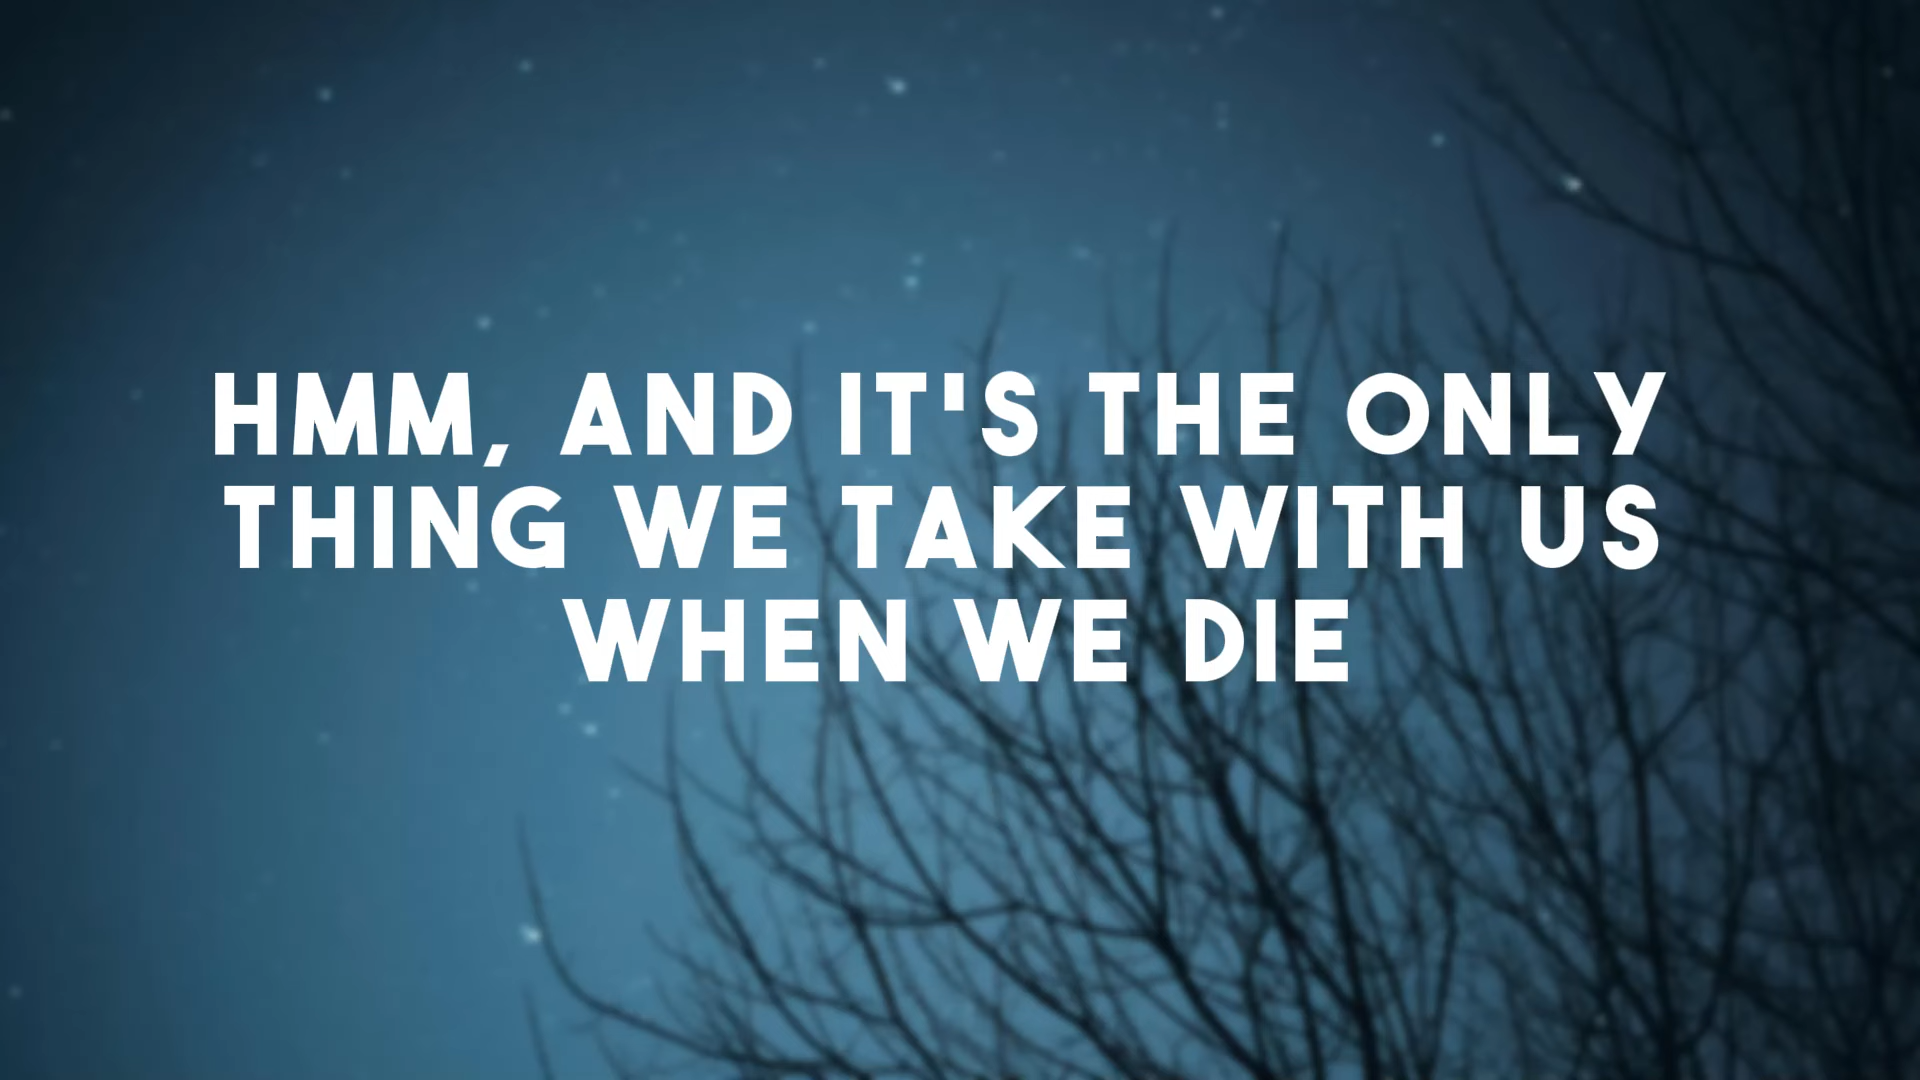 HMM, AND IT'S THE ONLY
THING WE TAKE WITH US
WHEN WE DIE